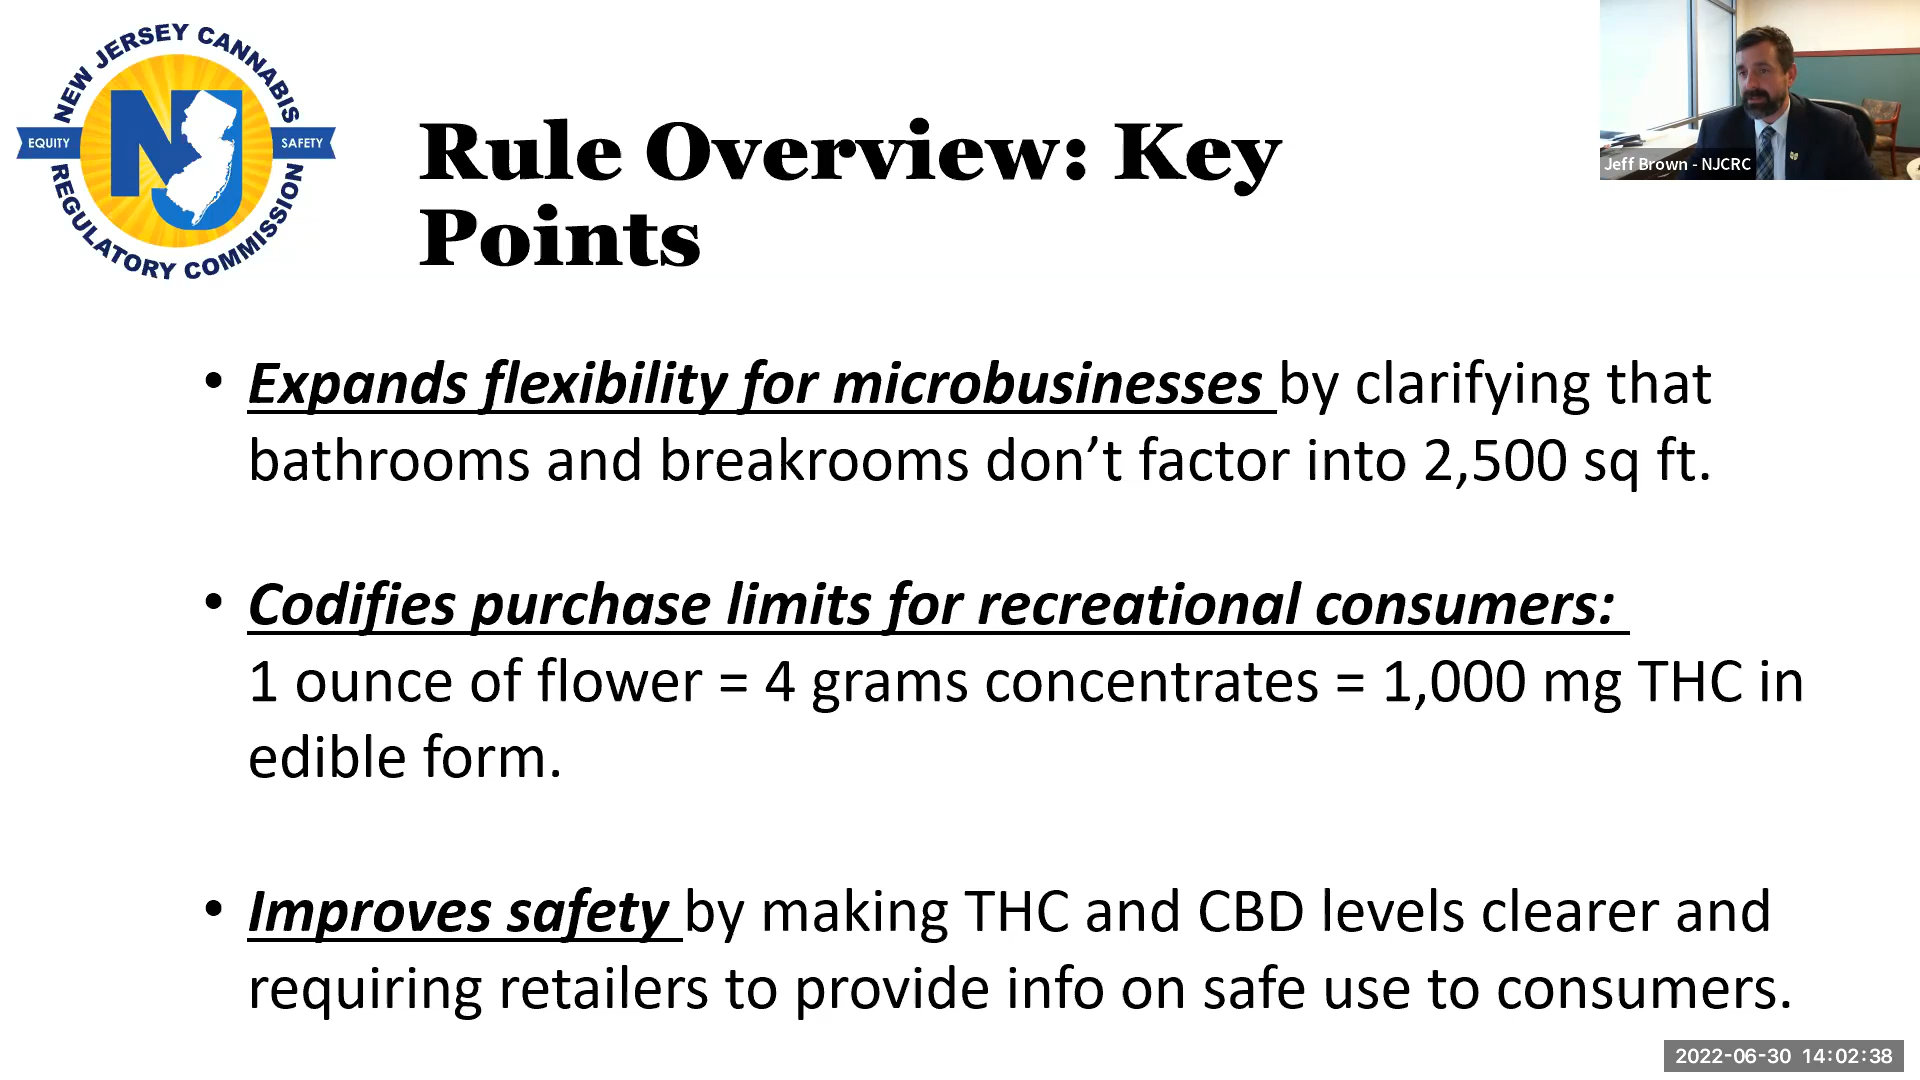 NEW JERSEY CANNABIS
EQUITY
NJ
SAFETY
REGULATORY COMMISSION
Jeff Brown - NJCRC
Rule Overview: Key
Points
• Expands flexibility for microbusinesses by clarifying that
bathrooms and breakrooms don’t factor into 2,500 sq ft.
• Codifies purchase limits for recreational consumers:
1 ounce of flower = 4 grams concentrates = 1,000 mg THC in
edible form.
• Improves safety by making THC and CBD levels clearer and
requiring retailers to provide info on safe use to consumers.
2022-06-30 14:02:38